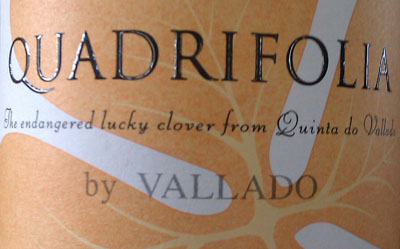 QUADRIFOLIA
The endangered lucky clover from Quinta do Vallado
by VALLADO